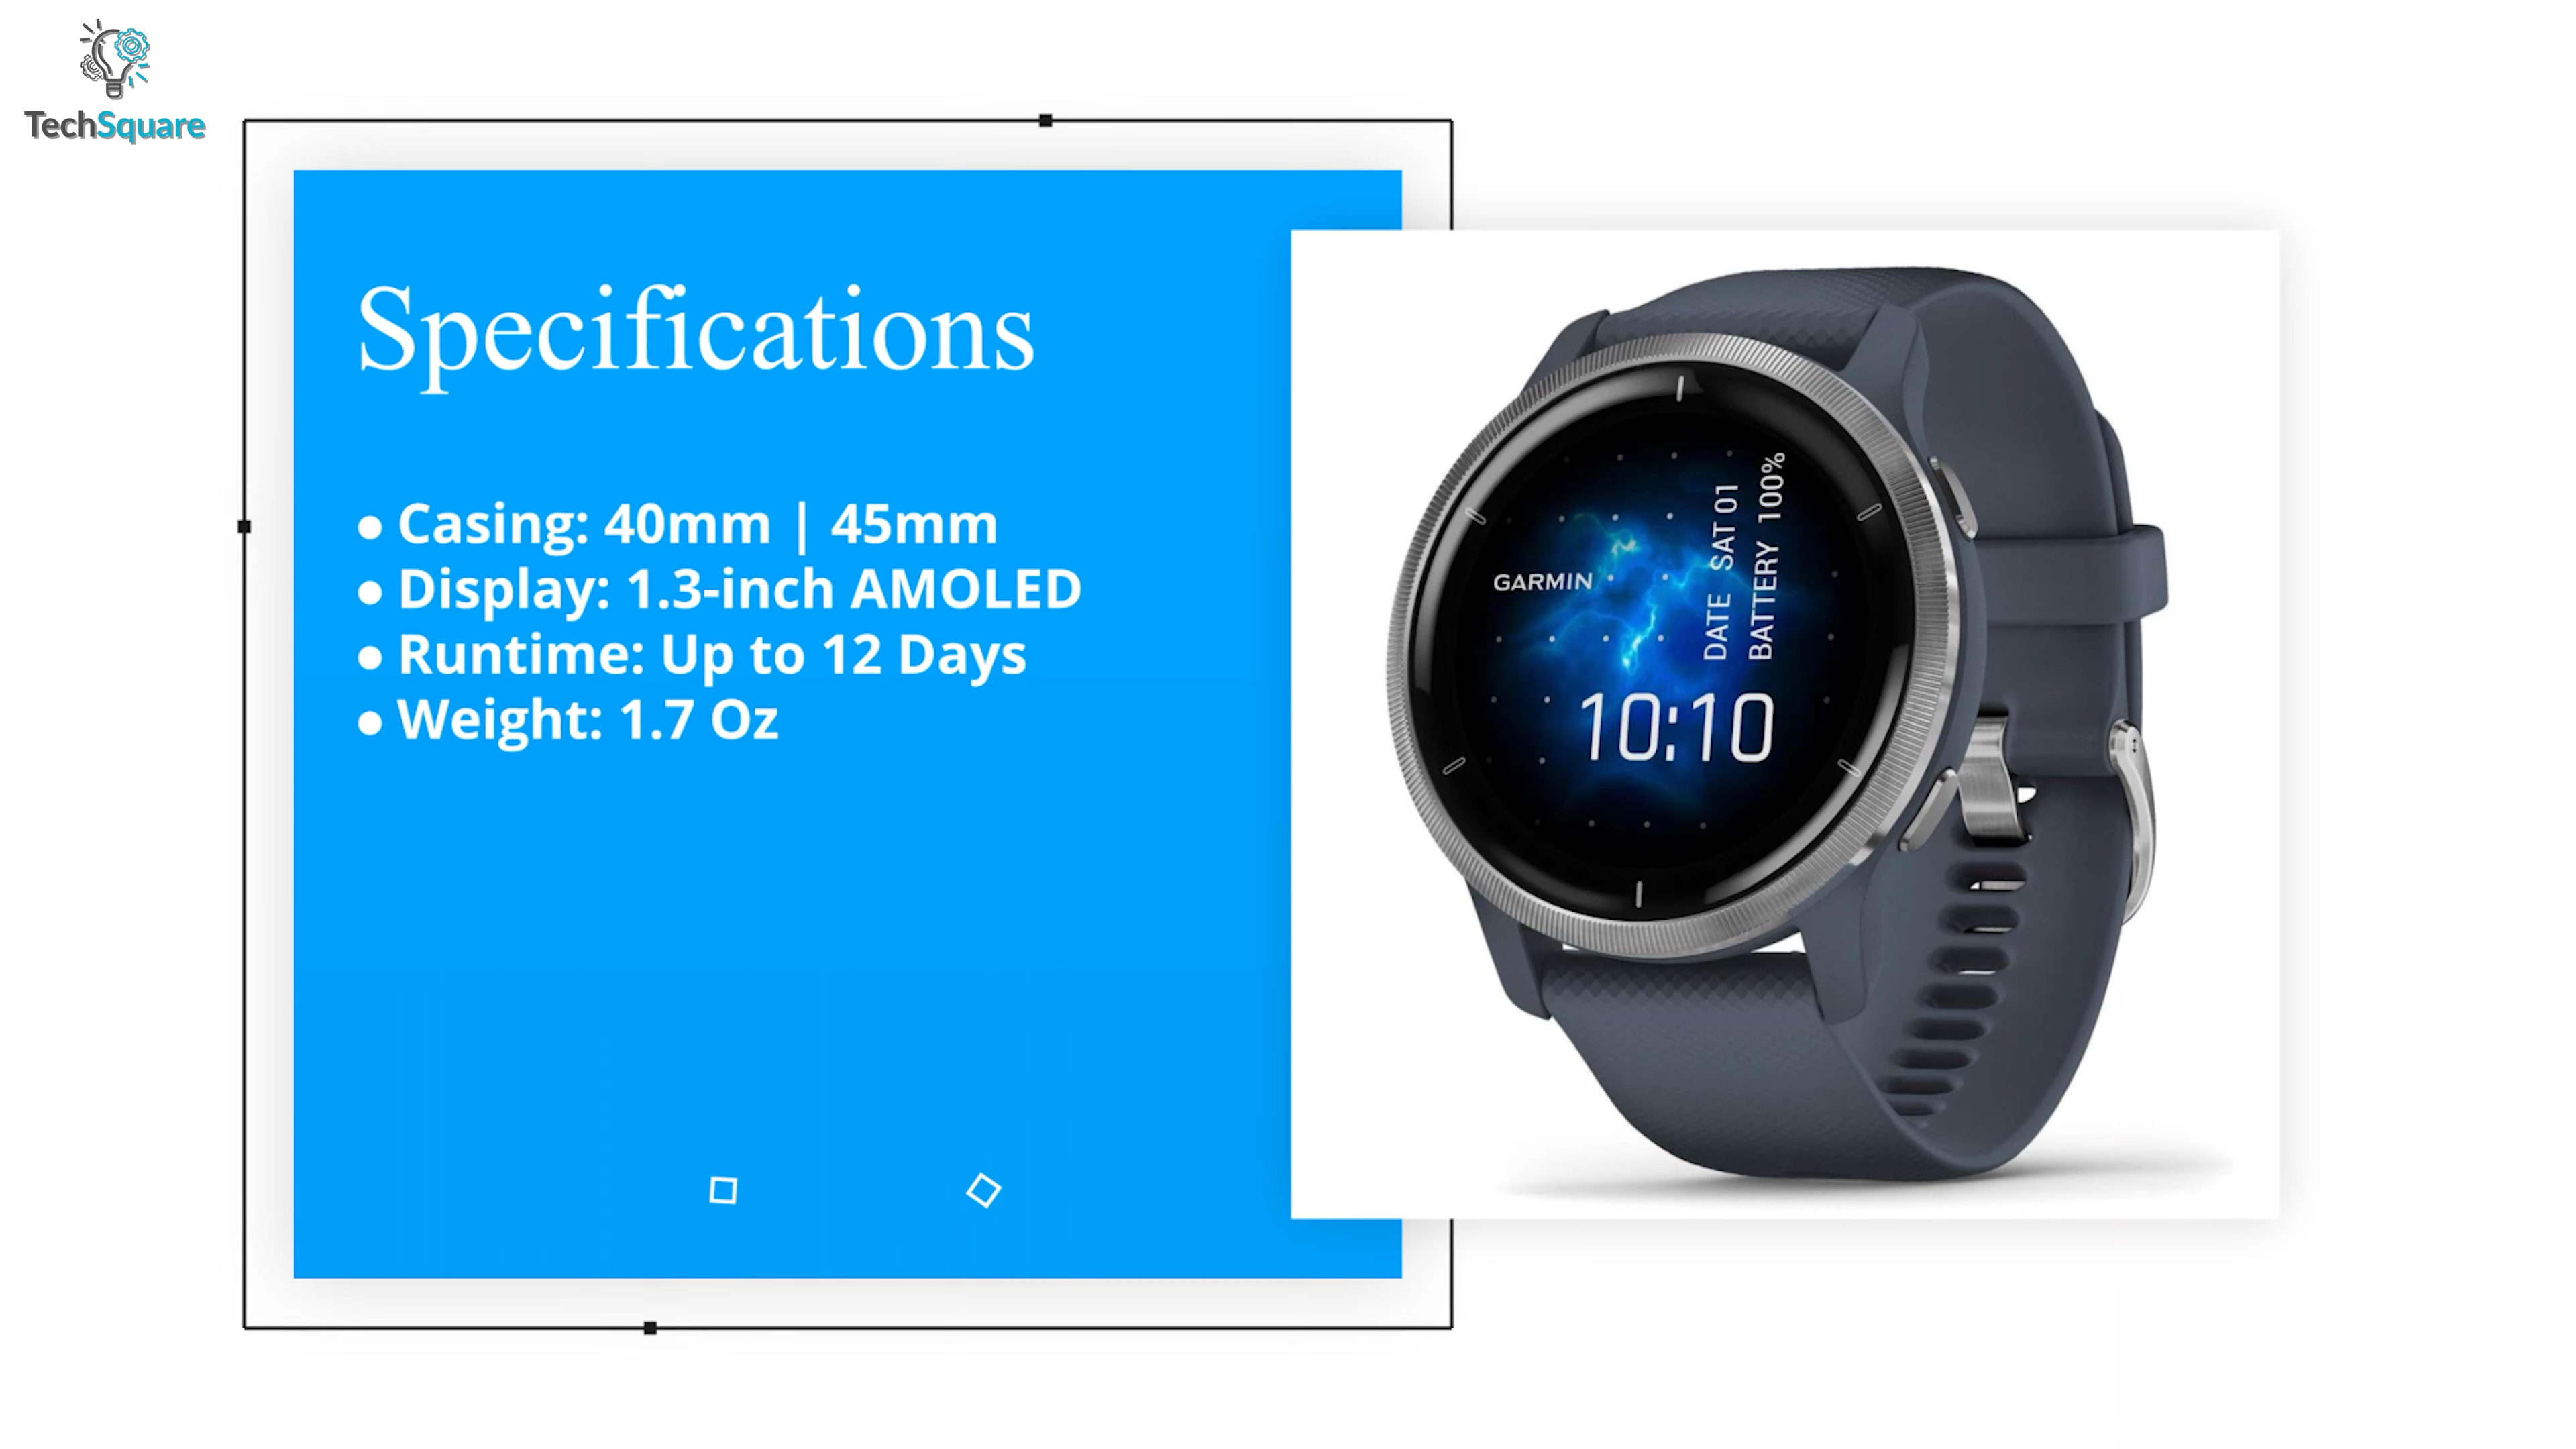 TechSquare
Specifications
● Casing: 40mm | 45mm
● Display: 1.3-inch AMOLED
● Runtime: Up to 12 Days
● Weight: 1.7 Oz
GARMIN
DATE SAT 01
BATTERY 100%
10:10